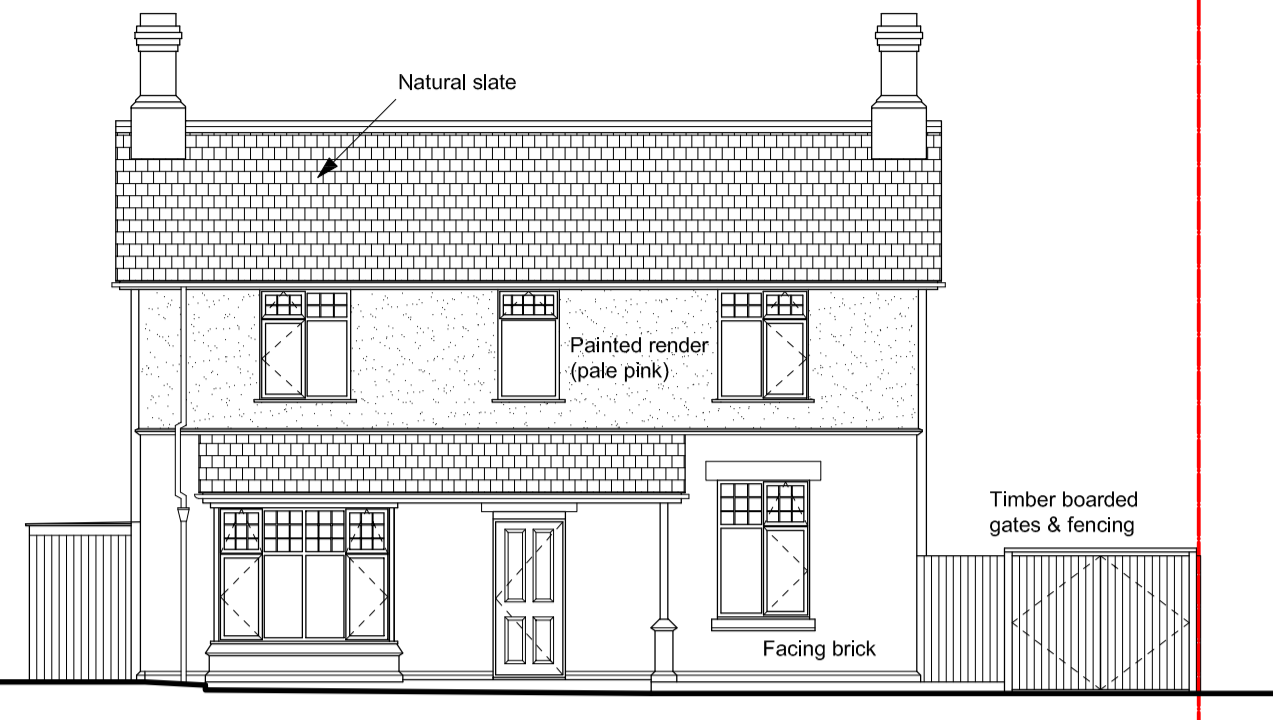 Natural slate
Painted render
(pale pink)
Timber boarded
gates & fencing
Facing brick